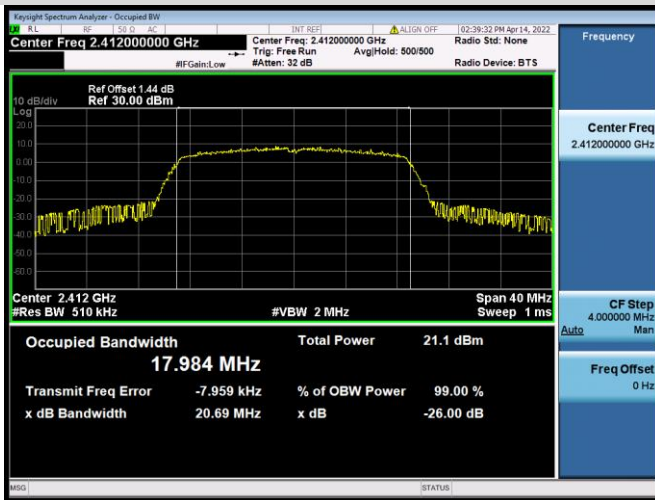 Keysight Spectrum Analyzer - Occupied BW
RL RF 50 Ω AC INT REF ALIGN OFF 02:39:32 PM Apr 14, 2022
Center Freq 2.412000000 GHz
Center Freq: 2.412000000 GHz
Radio Std: None
Trig: Free Run Avg|Hold: 500/500
#IFGain:Low #Atten: 32 dB Radio Device: BTS
Ref Offset 1.44 dB
10 dB/div Ref 30.00 dBm
Log
20.0
10.0
0.00
-10.0
-20.0
-30.0
-40.0
-50.0
-60.0
Center 2.412 GHz Span 40 MHz
#Res BW 510 kHz #VBW 2 MHz Sweep 1 ms
Occupied Bandwidth Total Power 21.1 dBm
17.984 MHz
Transmit Freq Error -7.959 kHz % of OBW Power 99.00 %
x dB Bandwidth 20.69 MHz x dB -26.00 dB
MSG STATUS
Frequency
Center Freq
2.412000000 GHz
CF Step
4.000000 MHz
Auto Man
Freq Offset
0 Hz